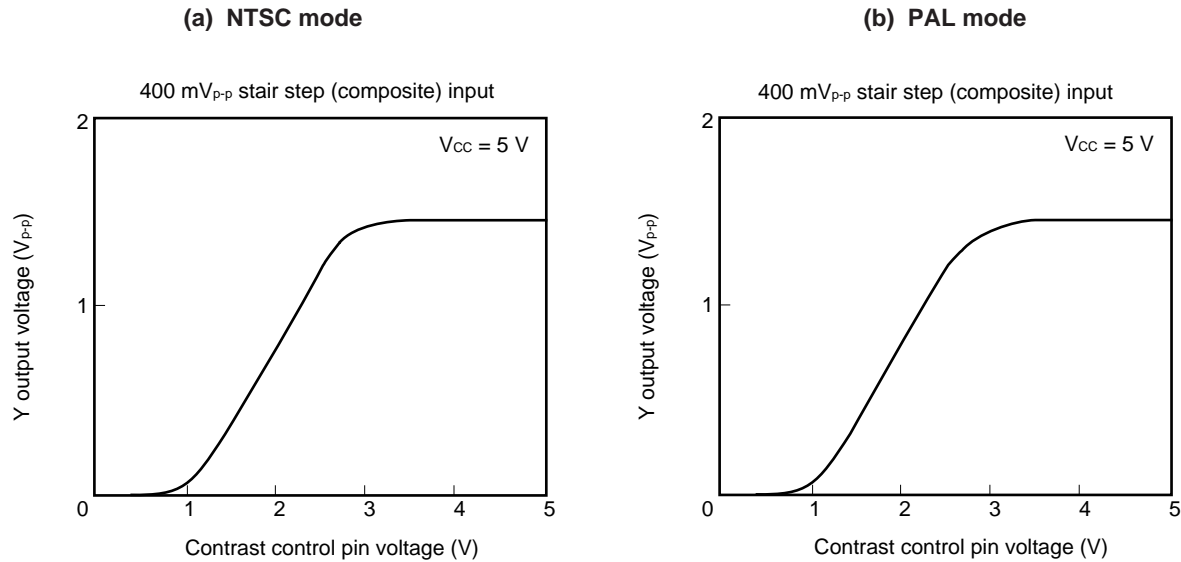 (a) NTSC mode
400 mVp-p stair step (composite) input
2
VCC = 5 V
Y output voltage (Vp-p)
1
0
1
2
3
4
5
Contrast control pin voltage (V)
(b) PAL mode
400 mVp-p stair step (composite) input
2
VCC = 5 V
Y output voltage (Vp-p)
1
0
1
2
3
4
5
Contrast control pin voltage (V)